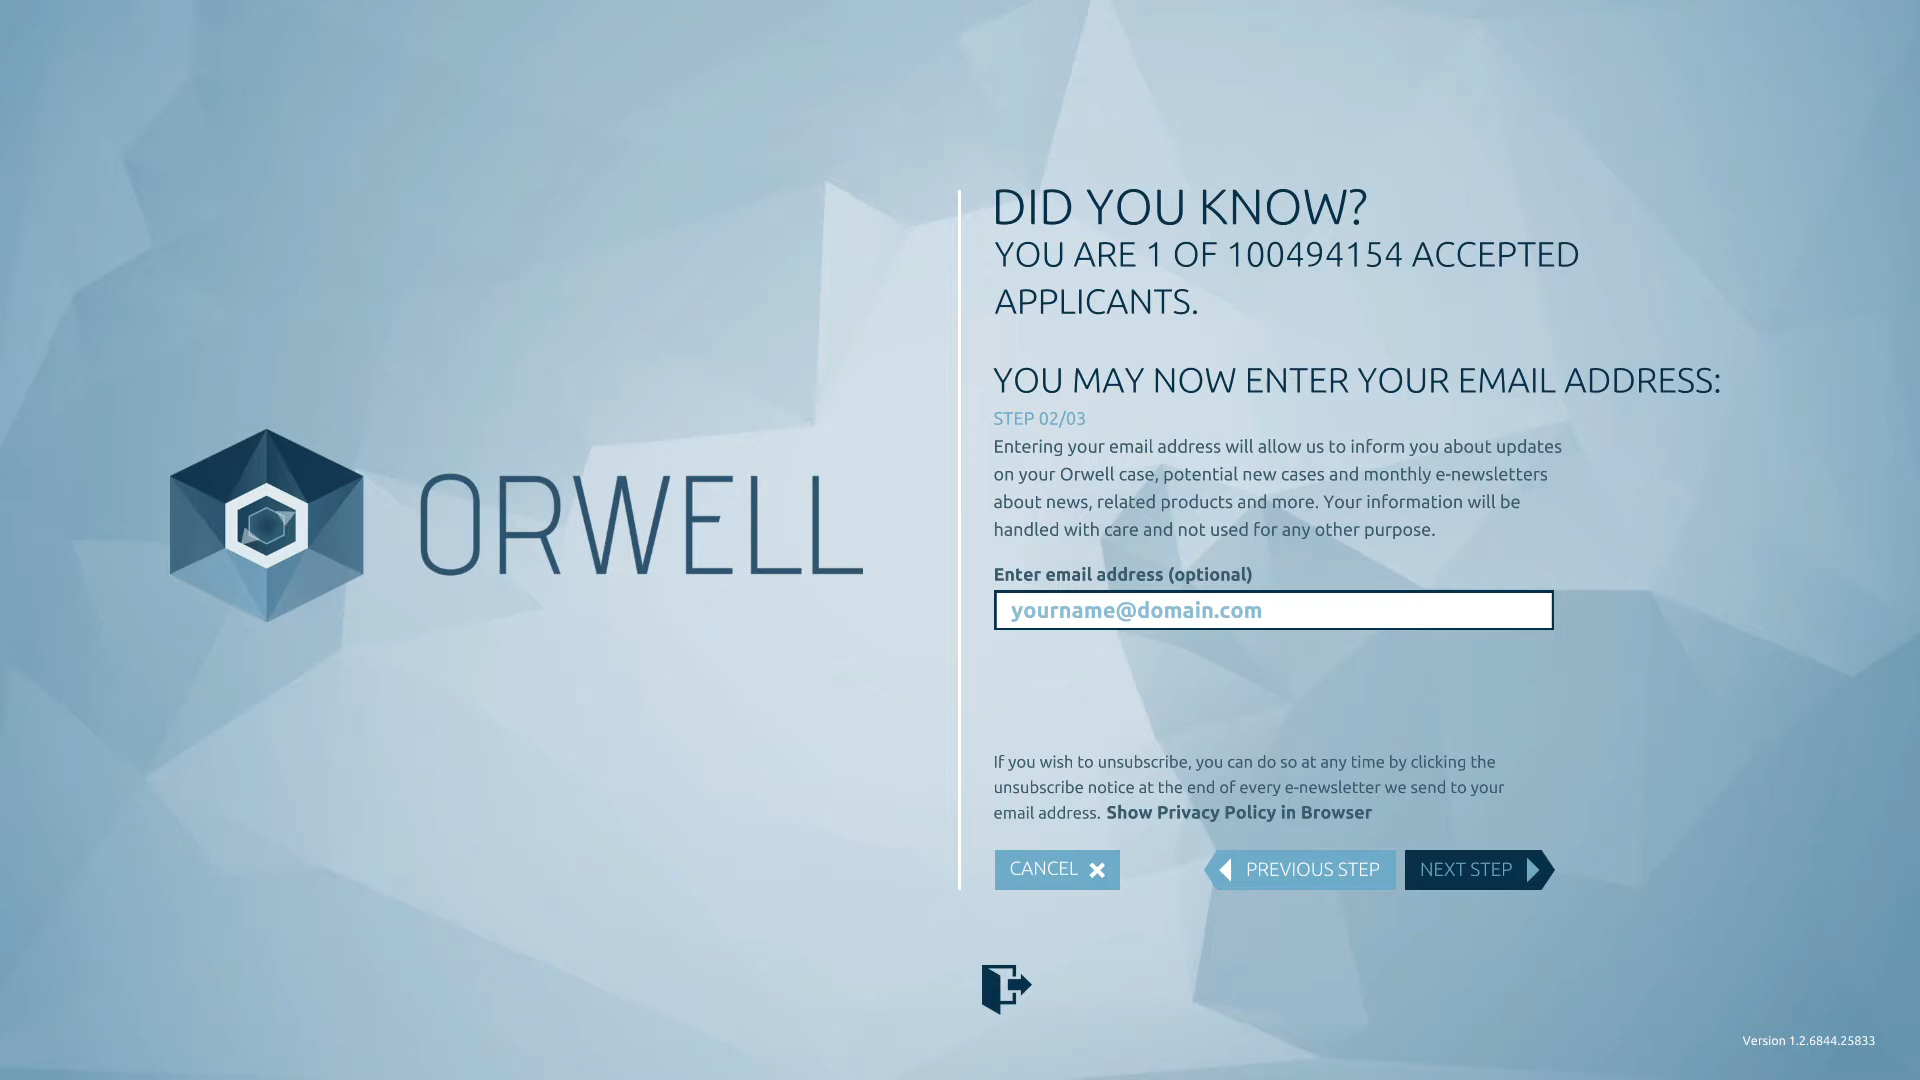 DID YOU KNOW?
YOU ARE 1 OF 100494154 ACCEPTED
APPLICANTS.
YOU MAY NOW ENTER YOUR EMAIL ADDRESS:
STEP 02/03
Entering your email address will allow us to inform you about updates
on your Orwell case, potential new cases and monthly e-newsletters
about news, related products and more. Your information will be
handled with care and not used for any other purpose.
ORWELL
Enter email address (optional)
yourname@domain.com
If you wish to unsubscribe, you can do so at any time by clicking the
unsubscribe notice at the end of every e-newsletter we send to your
email address. Show Privacy Policy in Browser
CANCEL
PREVIOUS STEP
NEXT STEP
Version 1.2.6844.25833